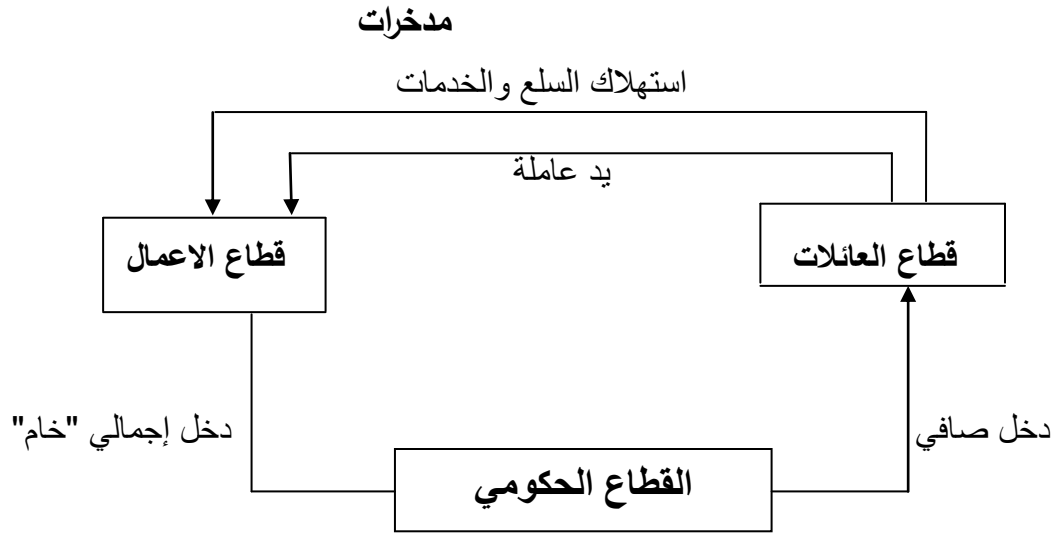 مدخرات
استهلاك السلع والخدمات
يد عاملة
قطاع العائلات
قطاع الاعمال
دخل صافي
دخل إجمالي "خام"
القطاع الحكومي